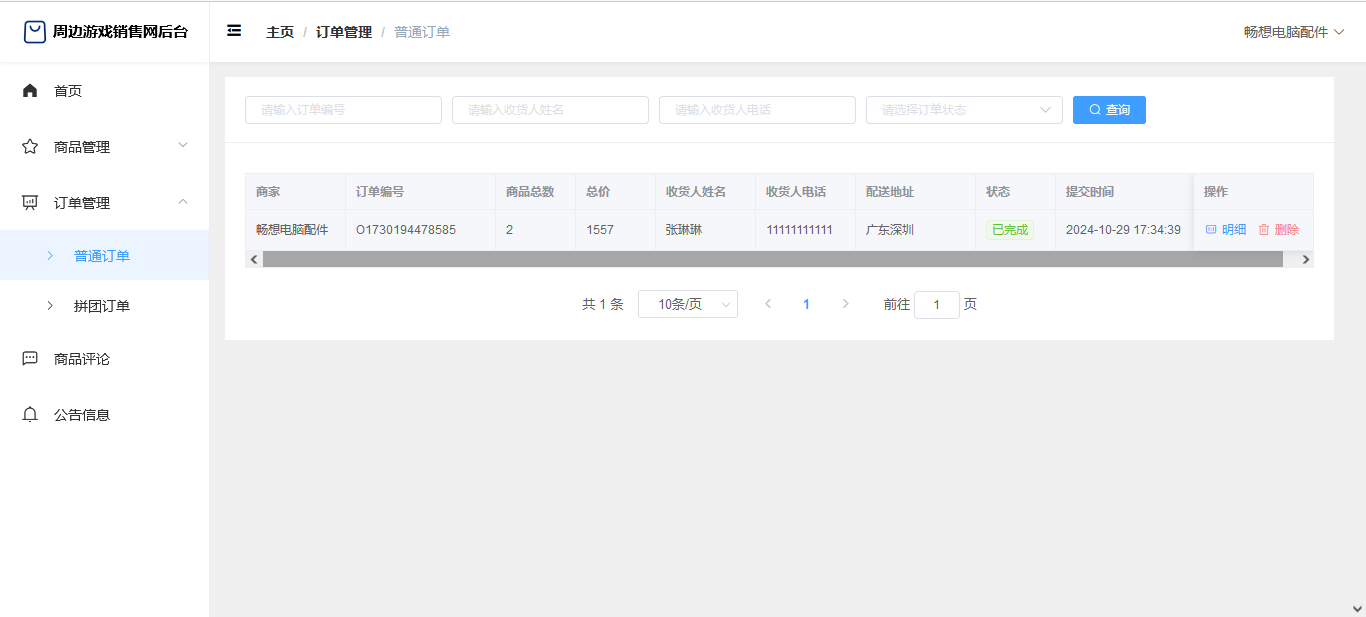 周边游戏销售网后台
主页 / 订单管理 / 普通订单
畅想电脑配件
首页
商品管理
订单管理
普通订单
拼团订单
商品评论
公告信息
请输入订单编号 请输入收货人姓名 请输入收货人电话 请选择订单状态 查询
商家 订单编号 商品总数 总价 收货人姓名 收货人电话 配送地址 状态 提交时间 操作
畅想电脑配件 O1730194478585 2 1557 张琳琳 11111111111 广东深圳 已完成 2024-10-29 17:34:39 明细 删除
共 1 条 10条/页 1 前往 1 页